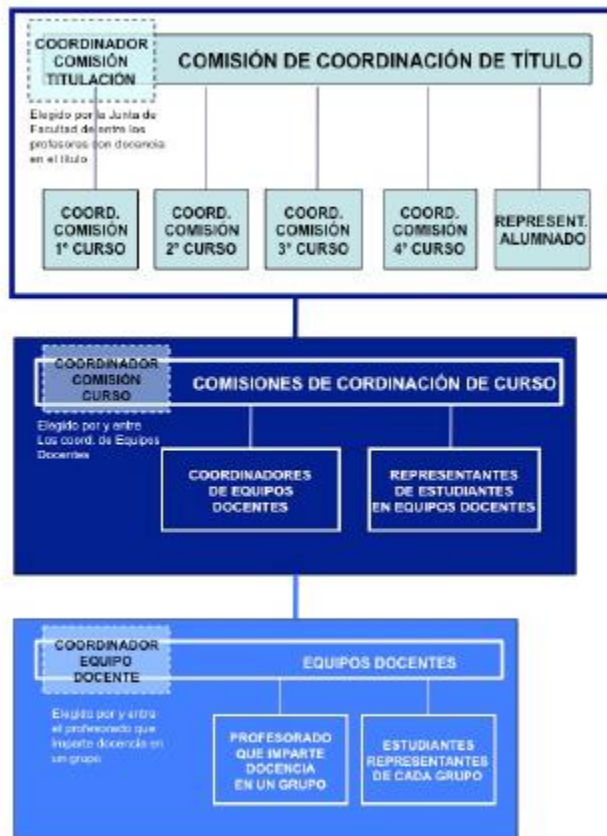 COORDINADOR
COMISIÓN
TITULACIÓN
COMISIÓN DE COORDINACIÓN DE TÍTULO
Elegido por la Junta de
Facultad de entre los
profesores con docencia
en el título
COORD.
COMISIÓN
1º CURSO
COORD.
COMISIÓN
2º CURSO
COORD.
COMISIÓN
3º CURSO
COORD.
COMISIÓN
4º CURSO
REPRESENT.
ALUMNADO
COORDINADOR
COMISIÓN
CURSO
COMISIONES DE CORDINACIÓN DE CURSO
Elegido por y entre
Los coord. de Equipos
Docentes
COORDINADORES
DE EQUIPOS
DOCENTES
REPRESENTANTES
DE ESTUDIANTES
EN EQUIPOS DOCENTES
COORDINADOR
EQUIPO
DOCENTE
EQUIPOS DOCENTES
Elegido por y entre
el profesorado que
imparte docencia en
un grupo
PROFESORADO
QUE IMPARTE
DOCENCIA
EN UN GRUPO
ESTUDIANTES
REPRESENTANTES
DE CADA GRUPO